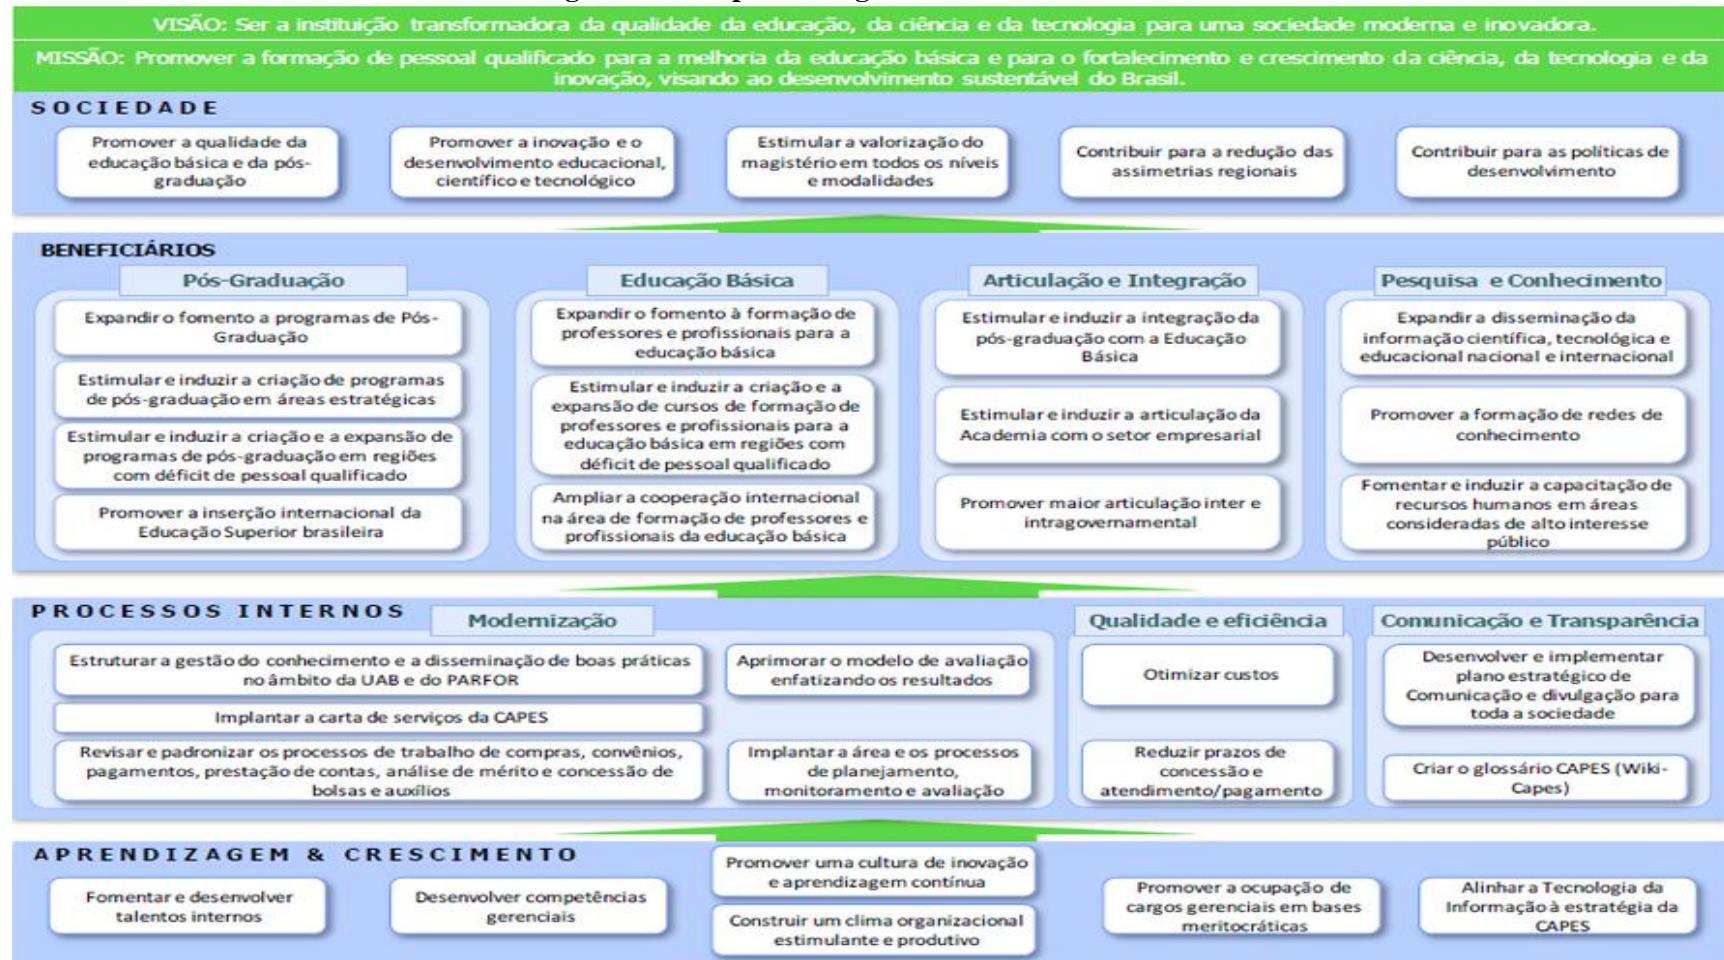 VISÃO: Ser a instituição transformadora da qualidade da educação, da ciência e da tecnologia para uma sociedade moderna e inovadora.
MISSÃO: Promover a formação de pessoal qualificado para a melhoria da educação básica e para o fortalecimento e crescimento da ciência, da tecnologia e da
inovação, visando ao desenvolvimento sustentável do Brasil.
SOCIEDADE
Promover a qualidade da
educação básica e da pós-
graduação
Promover a inovação e o
desenvolvimento educacional,
científico e tecnológico
Estimular a valorização do
magistério em todos os níveis
e modalidades
Contribuir para a redução das
assimetrias regionais
Contribuir para as políticas de
desenvolvimento
BENEFICIÁRIOS
Pós-Graduação
Expandir o fomento a programas de Pós-
Graduação
Estimular e induzir a criação de programas
de pós-graduação em áreas estratégicas
Estimular e induzir a criação e a expansão de
programas de pós-graduação em regiões
com déficit de pessoal qualificado
Promover a inserção internacional da
Educação Superior brasileira
Educação Básica
Expandir o fomento à formação de
professores e profissionais para a
educação básica
Estimular e induzir a criação e a
expansão de cursos de formação de
professores e profissionais para a
educação básica em regiões com
déficit de pessoal qualificado
Ampliar a cooperação internacional
na área de formação de professores e
profissionais da educação básica
Articulação e Integração
Estimular e induzir a integração da
pós-graduação com a Educação
Básica
Estimular e induzir a articulação da
Academia com o setor empresarial
Promover maior articulação inter e
intragovernamental
Pesquisa e Conhecimento
Expandir a disseminação da
informação científica, tecnológica e
educacional nacional e internacional
Promover a formação de redes de
conhecimento
Fomentar e induzir a capacitação de
recursos humanos em áreas
consideradas de alto interesse
público
PROCESSOS INTERNOS
Modernização
Estruturar a gestão do conhecimento e a disseminação de boas práticas
no âmbito da UAB e do PARFOR
Implantar a carta de serviços da CAPES
Revisar e padronizar os processos de trabalho de compras, convênios,
pagamentos, prestação de contas, análise de mérito e concessão de
bolsas e auxílios
Aprimorar o modelo de avaliação
enfatizando os resultados
Implantar a área e os processos
de planejamento,
monitoramento e avaliação
Qualidade e eficiência
Otimizar custos
Reduzir prazos de
concessão e
atendimento/pagamento
Comunicação e Transparência
Desenvolver e implementar
plano estratégico de
Comunicação e divulgação para
toda a sociedade
Criar o glossário CAPES (Wiki-
Capes)
APRENDIZAGEM & CRESCIMENTO
Fomentar e desenvolver
talentos internos
Desenvolver competências
gerenciais
Promover uma cultura de inovação
e aprendizagem contínua
Construir um clima organizacional
estimulante e produtivo
Promover a ocupação de
cargos gerenciais em bases
meritocráticas
Alinhar a Tecnologia da
Informação à estratégia da
CAPES